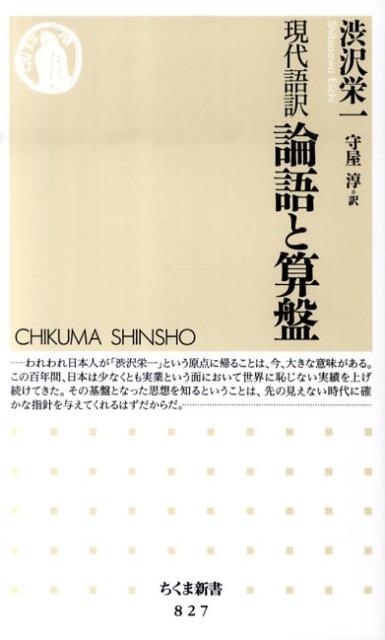 渋沢栄一
Shibusawa Eiichi
守屋 淳=訳
現代語訳
論語と算盤
CHIKUMA SHINSHO
……われわれ日本人が「渋沢栄一」という原点に帰ることは、今、大きな意味がある。
この百年間、日本は少なくとも実業という面において世界に恥じない実績を上げ
続けてきた。その基盤となった思想を知るということは、先の見えない時代に確
かな指針を与えてくれるはずだからだ。……
ちくま新書
827